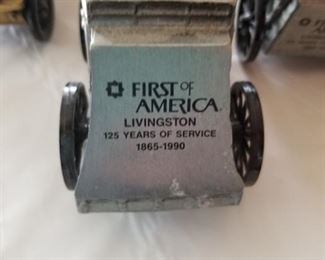 FIRST OF
AMERICA
LIVINGSTON
125 YEARS OF SERVICE
1865-1990